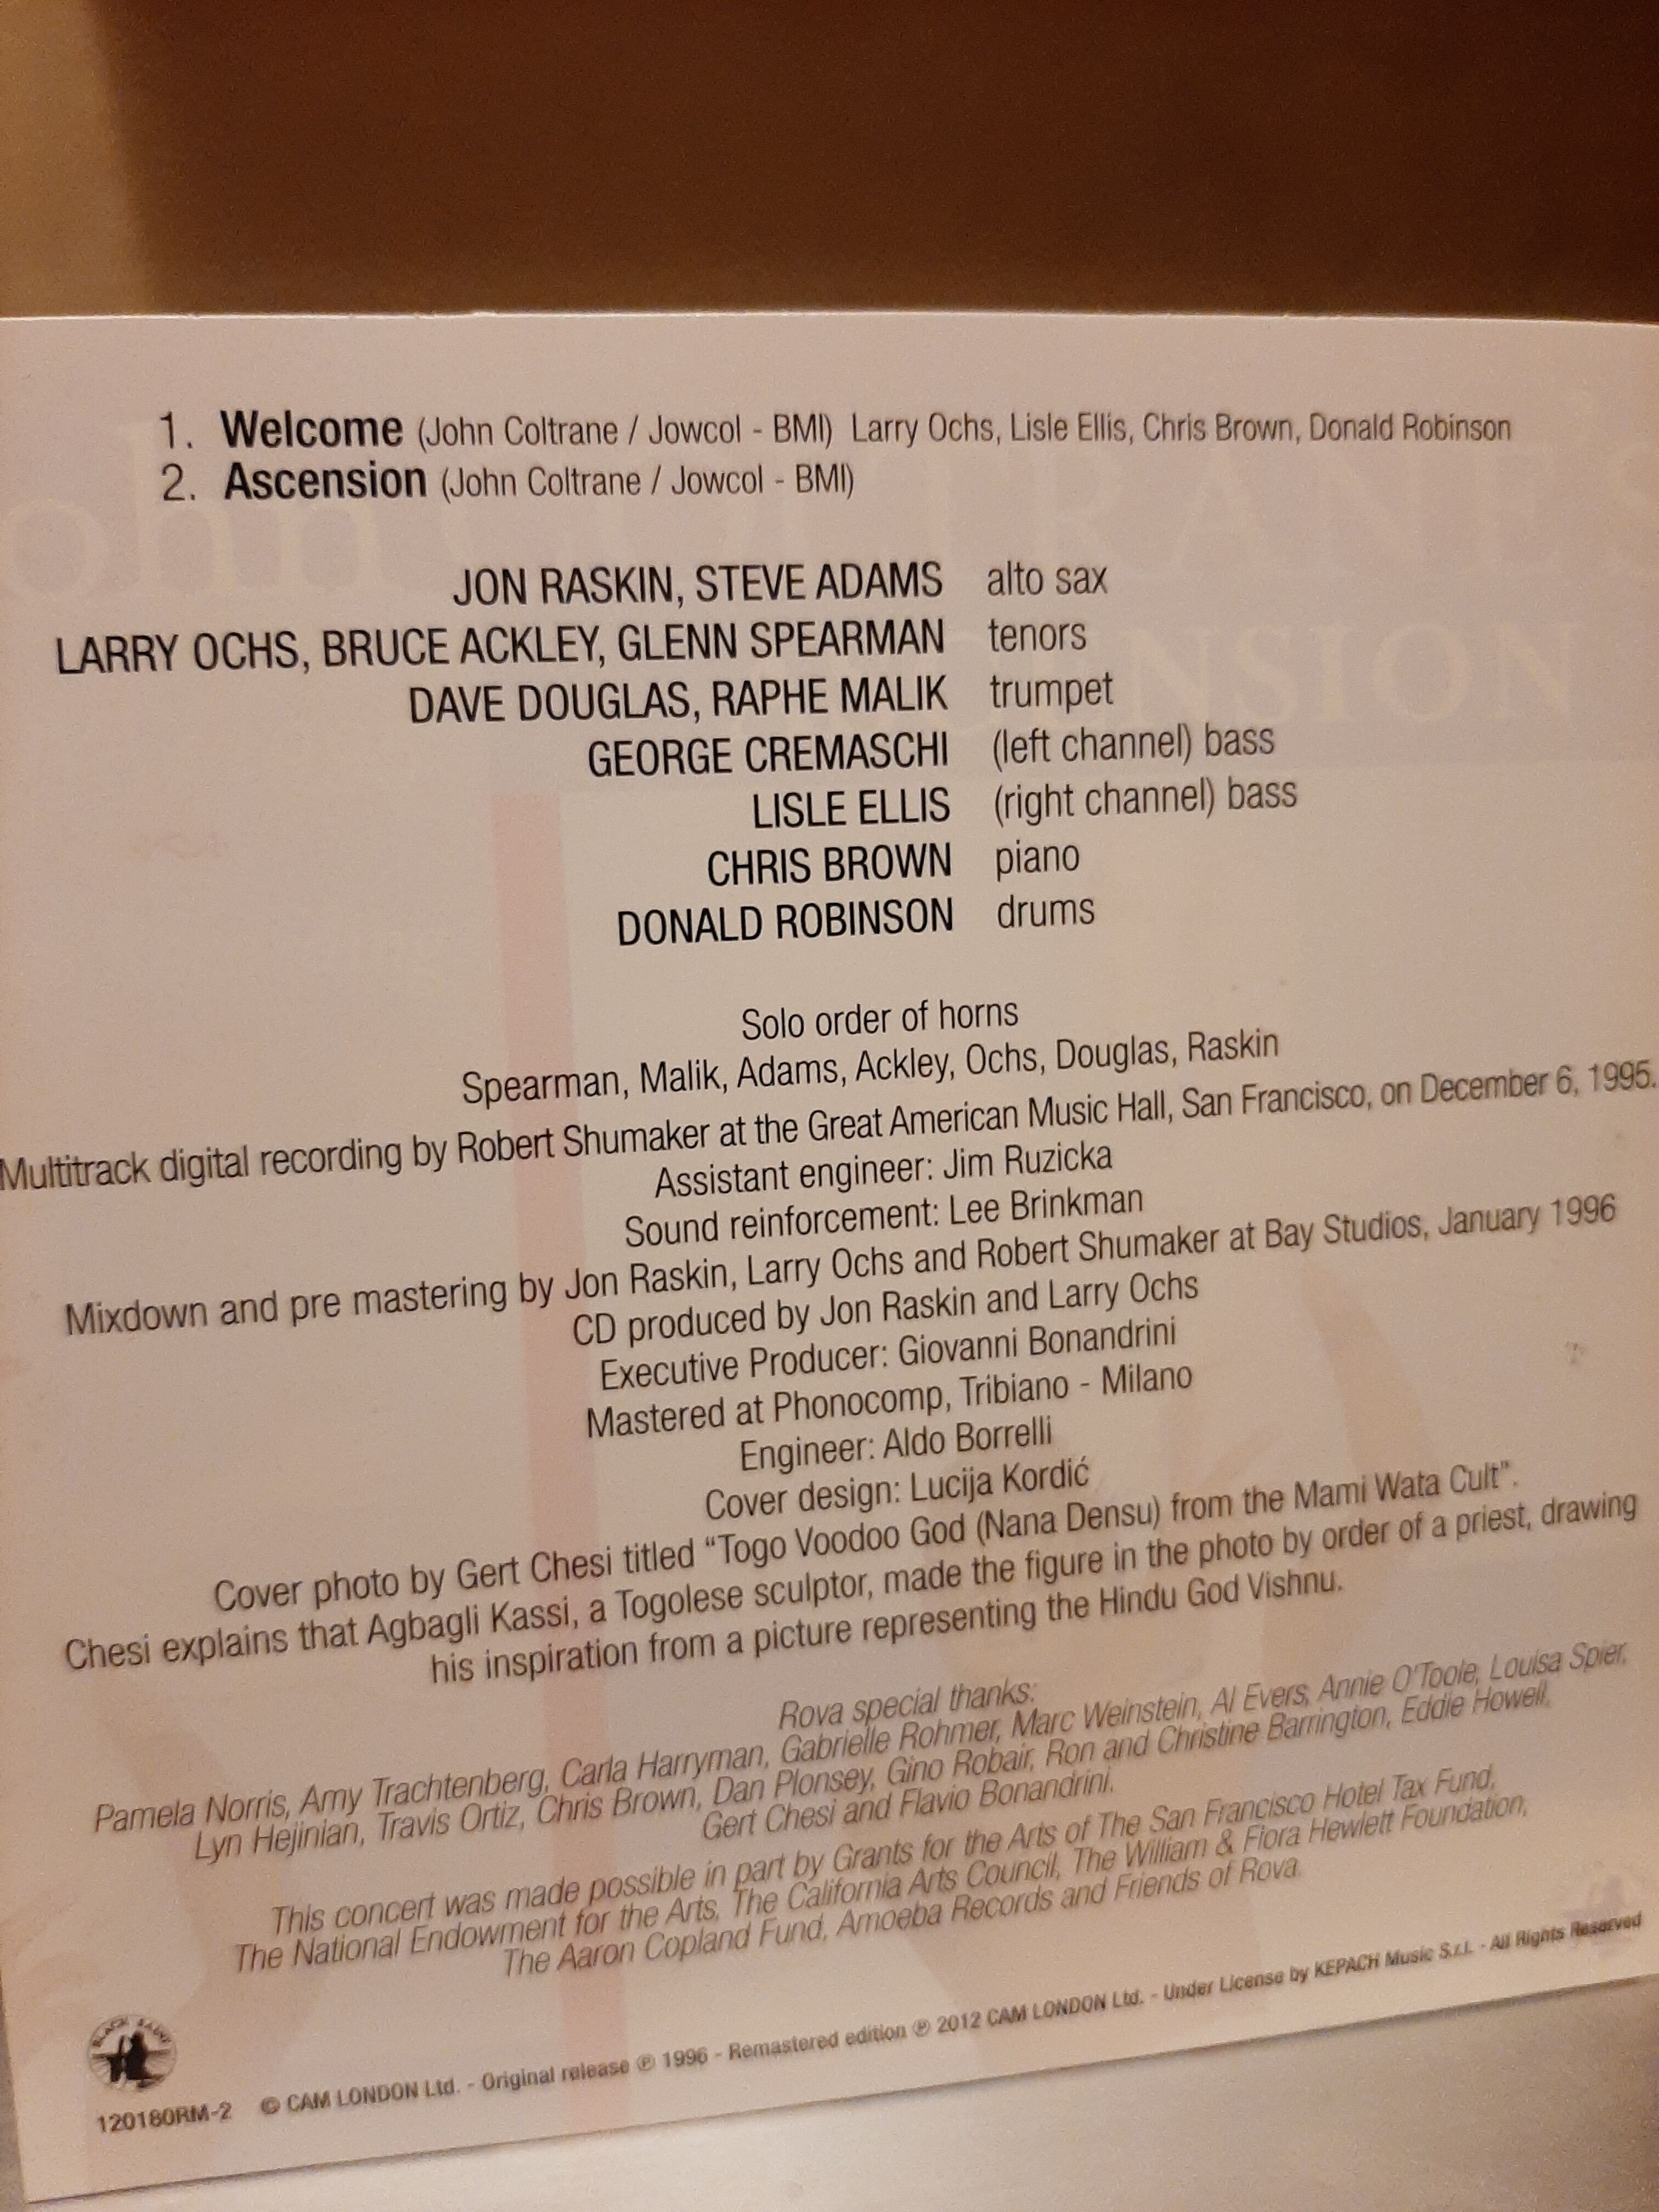 1. Welcome (John Coltrane / Jowcol - BMI) Larry Ochs, Lisle Ellis, Chris Brown, Donald Robinson
2. Ascension (John Coltrane / Jowcol - BMI)
JON RASKIN, STEVE ADAMS alto sax
LARRY OCHS, BRUCE ACKLEY, GLENN SPEARMAN tenors
DAVE DOUGLAS, RAPHE MALIK trumpet
GEORGE CREMASCHI (left channel) bass
LISLE ELLIS (right channel) bass
CHRIS BROWN piano
DONALD ROBINSON drums
Solo order of horns
Spearman, Malik, Adams, Ackley, Ochs, Douglas, Raskin
Multitrack digital recording by Robert Shumaker at the Great American Music Hall, San Francisco, on December 6, 1995.
Assistant engineer: Jim Ruzicka
Sound reinforcement: Lee Brinkman
Mixdown and pre mastering by Jon Raskin, Larry Ochs and Robert Shumaker at Bay Studios, January 1996
CD produced by Jon Raskin and Larry Ochs
Executive Producer: Giovanni Bonandrini
Mastered at Phonocomp, Tribiano - Milano
Engineer: Aldo Borrelli
Cover design: Lucija Kordić
Cover photo by Gert Chesi titled “Togo Voodoo God (Nana Densu) from the Mami Wata Cult”.
Chesi explains that Agbagli Kassi, a Togolese sculptor, made the figure in the photo by order of a priest, drawing
his inspiration from a picture representing the Hindu God Vishnu.
Rova special thanks:
Pamela Norris, Amy Trachtenberg, Carla Harryman, Gabrielle Rohmer, Marc Weinstein, Al Evers, Annie O'Toole, Louisa Spier,
Lyn Hejinian, Travis Ortiz, Chris Brown, Dan Plonsey, Gino Robair, Ron and Christine Barrington, Eddie Howell,
Gert Chesi and Flavio Bonandrini.
This concert was made possible in part by Grants for the Arts of The San Francisco Hotel Tax Fund,
The National Endowment for the Arts, The California Arts Council, The William & Flora Hewlett Foundation,
The Aaron Copland Fund, Amoeba Records and Friends of Rova.
BLACK SAINT
120180RM-2 © CAM LONDON Ltd. - Original release ℗ 1996 - Remastered edition ℗ 2012 CAM LONDON Ltd. - Under License by KEPACH Music S.r.l. - All Rights Reserved